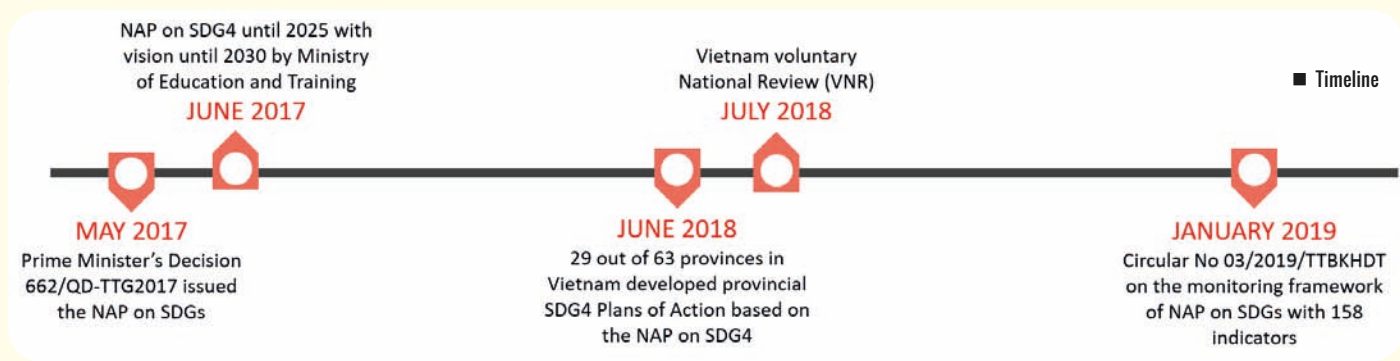 NAP on SDG4 until 2025 with
vision until 2030 by Ministry
of Education and Training
JUNE 2017
Vietnam voluntary
National Review (VNR)
JULY 2018
■ Timeline
MAY 2017
Prime Minister's Decision
662/QD-TTG2017 issued
the NAP on SDGs
JUNE 2018
29 out of 63 provinces in
Vietnam developed provincial
SDG4 Plans of Action based on
the NAP on SDG4
JANUARY 2019
Circular No 03/2019/TTBKHDT
on the monitoring framework
of NAP on SDGs with 158
indicators